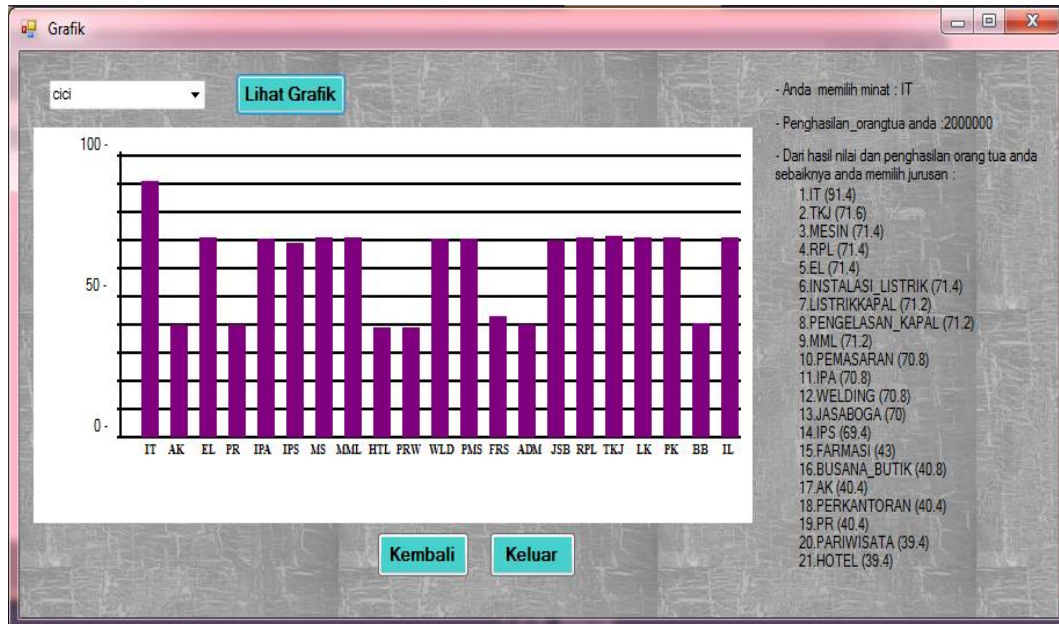 Grafik
cici
Lihat Grafik
100 -
50 -
0 -
IT AK EL PR IPA IPS MS MML HTL PRW WLD PMS FRS ADM JSB RPL TKJ LK PK BB IL
Kembali
Keluar
- Anda memilih minat : IT
- Penghasilan_orangtua anda :2000000
- Dari hasil nilai dan penghasilan orang tua anda
sebaiknya anda memilih jurusan :
1.IT (91.4)
2.TKJ (71.6)
3.MESIN (71.4)
4.RPL (71.4)
5.EL (71.4)
6.INSTALASI_LISTRIK (71.4)
7.LISTRIKKAPAL (71.2)
8.PENGELASAN_KAPAL (71.2)
9.MML (71.2)
10.PEMASARAN (70.8)
11.IPA (70.8)
12.WELDING (70.8)
13.JASABOGA (70)
14.IPS (69.4)
15.FARMASI (43)
16.BUSANA_BUTIK (40.8)
17.AK (40.4)
18.PERKANTORAN (40.4)
19.PR (40.4)
20.PARIWISATA (39.4)
21.HOTEL (39.4)